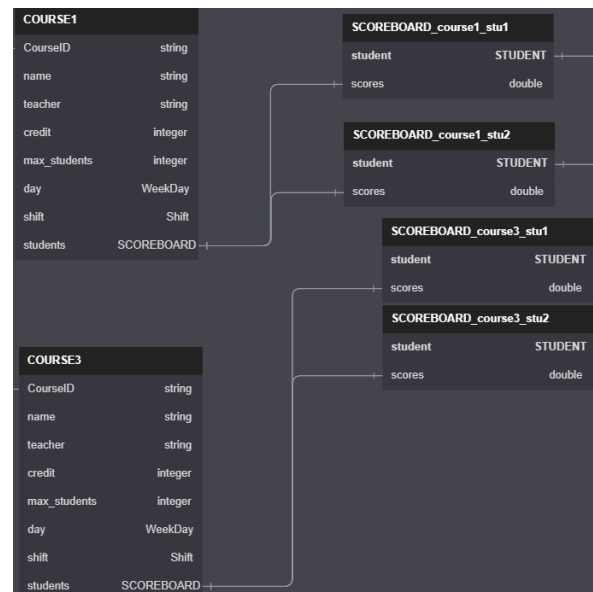 COURSE1
CourseID string
name string
teacher string
credit integer
max_students integer
day WeekDay
shift Shift
students SCOREBOARD
SCOREBOARD_course1_stu1
student STUDENT
scores double
SCOREBOARD_course1_stu2
student STUDENT
scores double
SCOREBOARD_course3_stu1
student STUDENT
scores double
SCOREBOARD_course3_stu2
student STUDENT
scores double
COURSE3
CourseID string
name string
teacher string
credit integer
max_students integer
day WeekDay
shift Shift
students SCOREBOARD